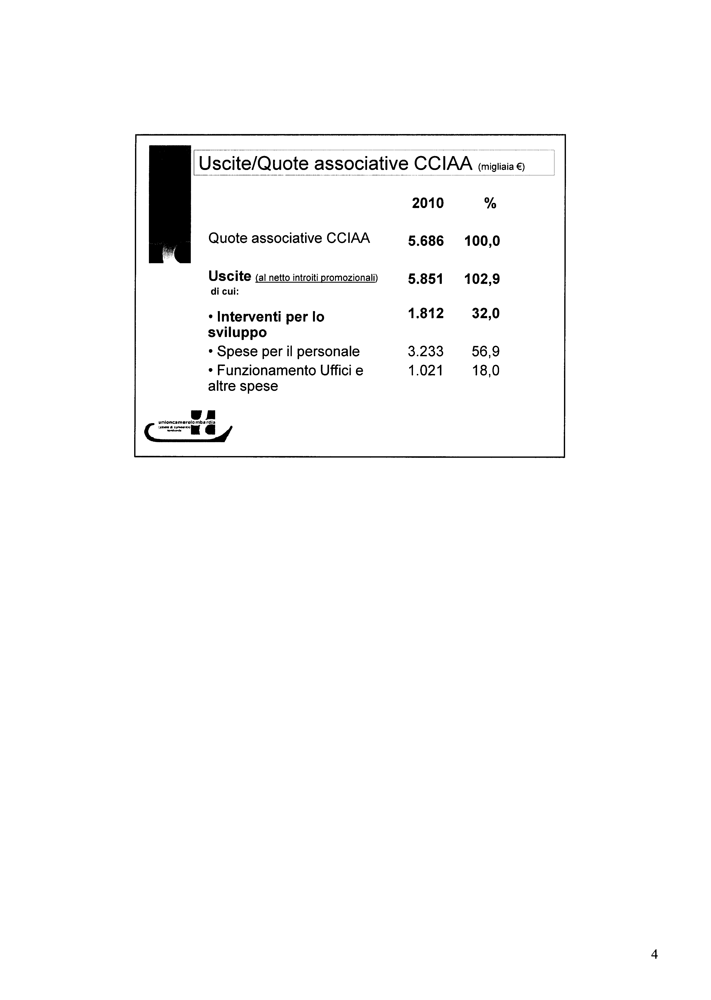 Uscite/Quote associative CCIAA (migliaia €)
2010 %
Quote associative CCIAA 5.686 100,0
Uscite (al netto introiti promozionali) 5.851 102,9
di cui:
• Interventi per lo 1.812 32,0
sviluppo
• Spese per il personale 3.233 56,9
• Funzionamento Uffici e 1.021 18,0
altre spese
unioncamerelombardia
4